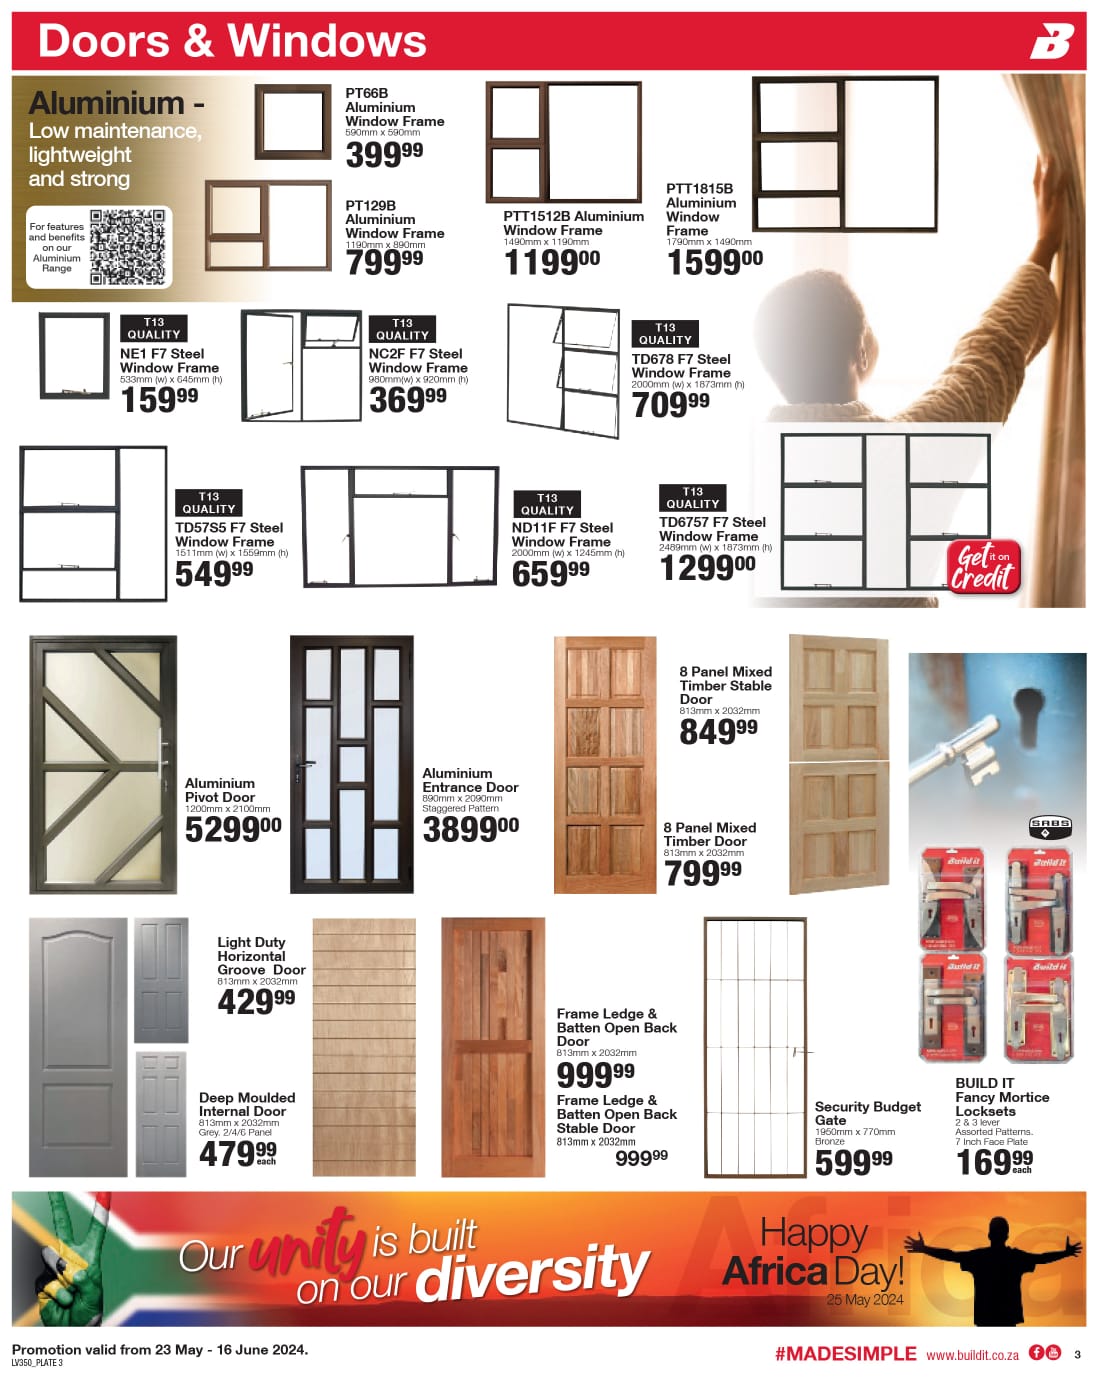 Doors & Windows
B
Aluminium -
Low maintenance,
lightweight
and strong
For features
and benefits
on our
Aluminium
Range
PT66B
Aluminium
Window Frame
590mm x 590mm
399 99
PT129B
Aluminium
Window Frame
1190mm x 890mm
799 99
PTT1512B Aluminium
Window Frame
1490mm x 1190mm
1199 00
PTT1815B
Aluminium
Window
Frame
1790mm x 1490mm
1599 00
T13
QUALITY
NE1 F7 Steel
Window Frame
533mm (w) x 645mm (h)
159 99
T13
QUALITY
NC2F F7 Steel
Window Frame
980mm(w) x 920mm (h)
369 99
T13
QUALITY
TD678 F7 Steel
Window Frame
2000mm (w) x 1873mm (h)
709 99
T13
QUALITY
TD57S5 F7 Steel
Window Frame
1511mm (w) x 1559mm (h)
549 99
T13
QUALITY
ND11F F7 Steel
Window Frame
2000mm (w) x 1245mm (h)
659 99
T13
QUALITY
TD6757 F7 Steel
Window Frame
2489mm (w) x 1873mm (h)
1299 00
Get it on
Credit
Aluminium
Pivot Door
1200mm x 2100mm
5299 00
Aluminium
Entrance Door
890mm x 2090mm
Staggered Pattern
3899 00
8 Panel Mixed
Timber Stable
Door
813mm x 2032mm
849 99
8 Panel Mixed
Timber Door
813mm x 2032mm
799 99
SABS
Build it
Build it
Build it
Build it
Light Duty
Horizontal
Groove Door
813mm x 2032mm
429 99
Deep Moulded
Internal Door
813mm x 2032mm
Grey. 2/4/6 Panel
479 99 each
Frame Ledge &
Batten Open Back
Door
813mm x 2032mm
999 99
Frame Ledge &
Batten Open Back
Stable Door
813mm x 2032mm
999 99
Security Budget
Gate
1950mm x 770mm
Bronze
599 99
BUILD IT
Fancy Mortice
Locksets
2 & 3 lever
Assorted Patterns.
7 Inch Face Plate
169 99 each
Our unity is built
on our diversity
Africa
Happy
Africa Day!
25 May 2024
Promotion valid from 23 May - 16 June 2024.
LV350_PLATE 3
#MADESIMPLE www.buildit.co.za 3